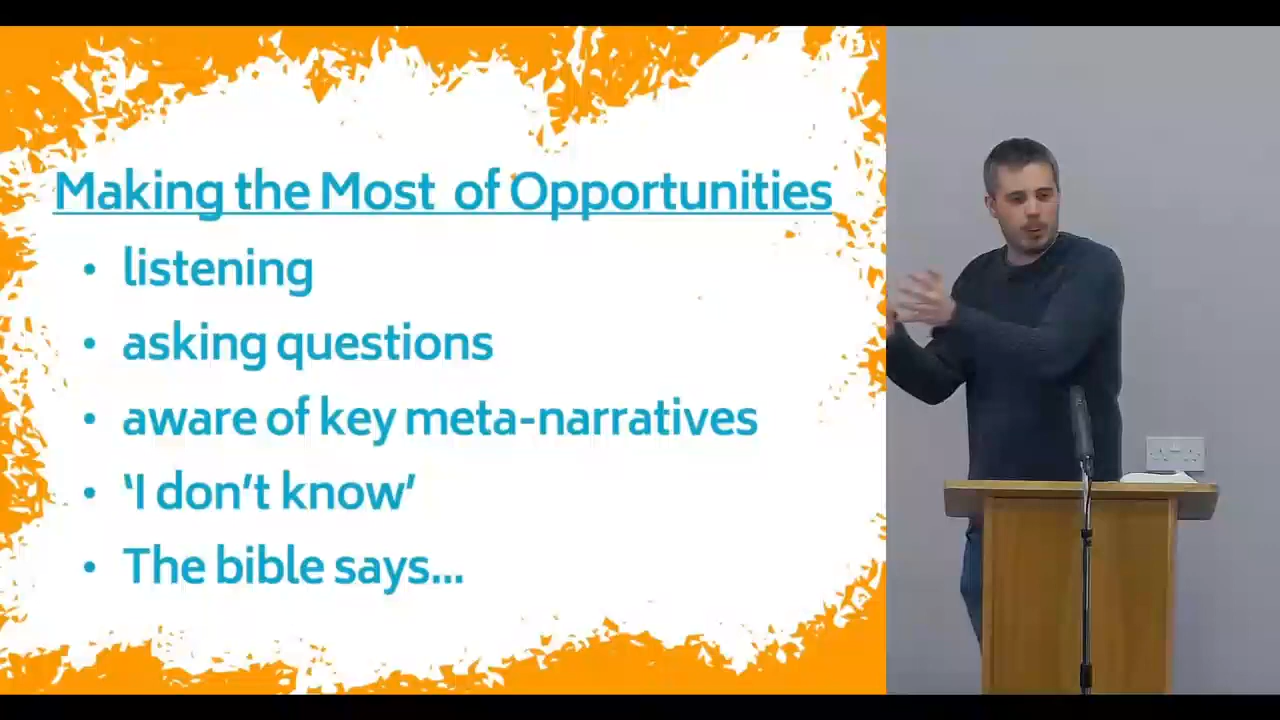 Making the Most of Opportunities
• listening
• asking questions
• aware of key meta-narratives
• ‘I don’t know’
• The bible says...